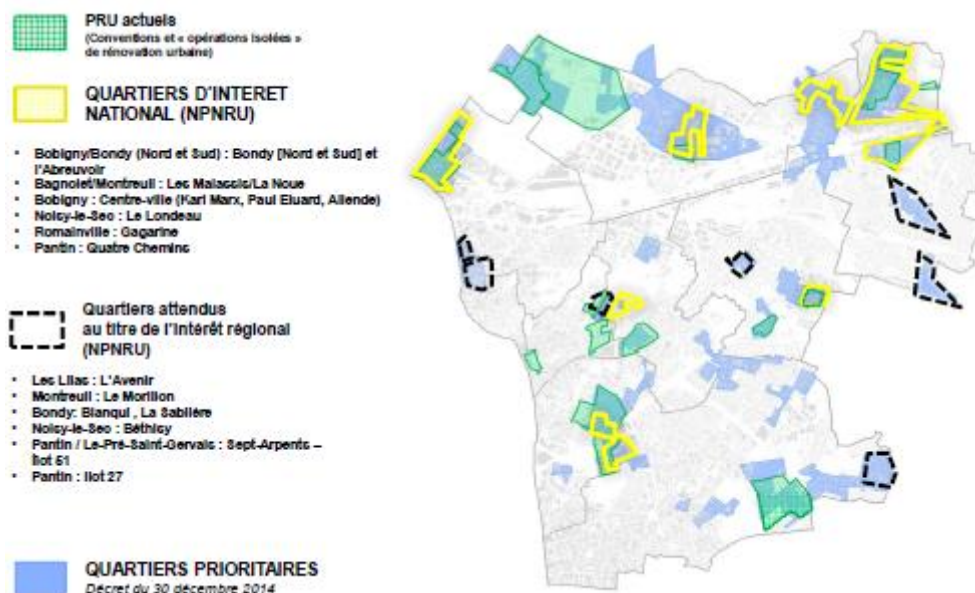 PRU actuels
(Conventions et « opérations isolées »
de rénovation urbaine)
QUARTIERS D'INTERET
NATIONAL (NPNRU)
• Bobigny/Bondy (Nord et Sud) : Bondy [Nord et Sud] et
l'Abreuvoir
• Bagnolet/Montreuil : Les Malassis/La Noue
• Bobigny : Centre-ville (Karl Marx, Paul Eluard, Allende)
• Noisy-le-Sec : Le Londeau
• Romainville : Gagarine
• Pantin : Quatre Chemins
Quartiers attendus
au titre de l'intérêt régional
(NPNRU)
• Les Lilas : L'Avenir
• Montreuil : Le Morillon
• Bondy: Blanqui , La Sablière
• Noisy-le-Sec : Béthisy
• Pantin / Le-Pré-Saint-Gervais : Sept-Arpents –
îlot 51
• Pantin : Ilot 27
QUARTIERS PRIORITAIRES
Décret du 30 décembre 2014